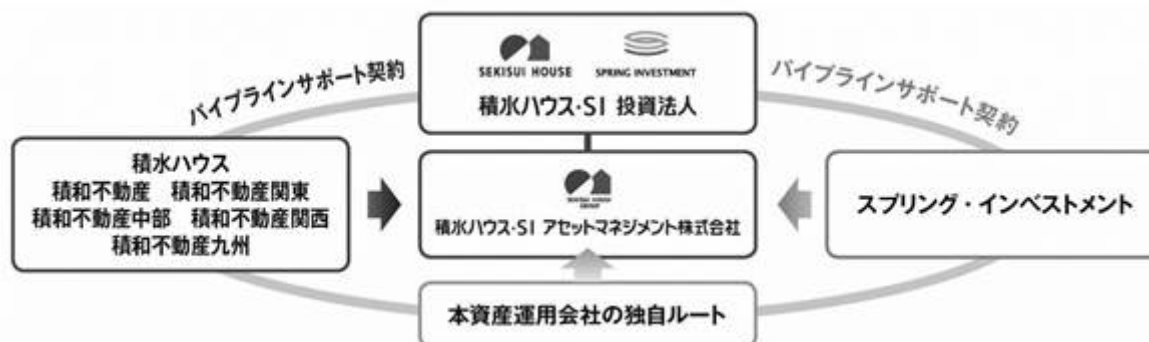 SEKISUI HOUSE SPRING INVESTMENT
積水ハウス・SI 投資法人
パイプラインサポート契約
パイプラインサポート契約
積水ハウス
積和不動産 積和不動産関東
積和不動産中部 積和不動産関西
積和不動産九州
SEKISUI HOUSE
GROUP
積水ハウス・SI アセットマネジメント株式会社
スプリング・インベストメント
本資産運用会社の独自ルート